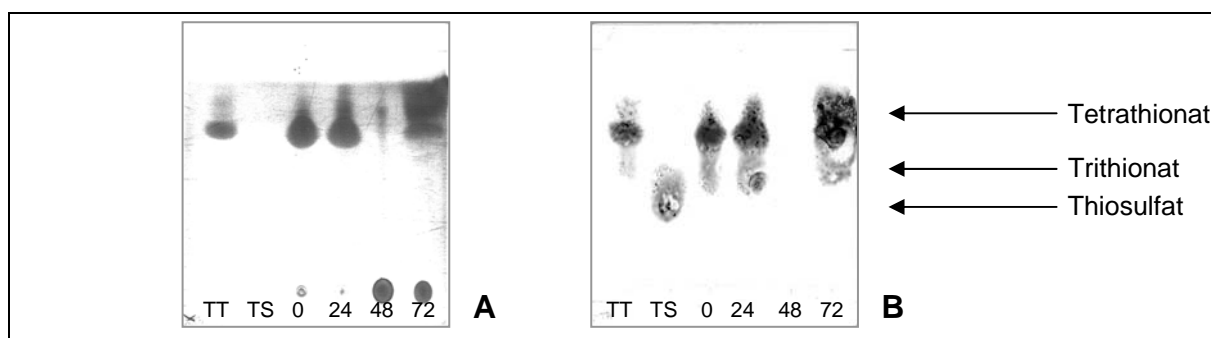 Tetrathionat
Trithionat
Thiosulfat
TT TS 0 24 48 72 A
TT TS 0 24 48 72 B